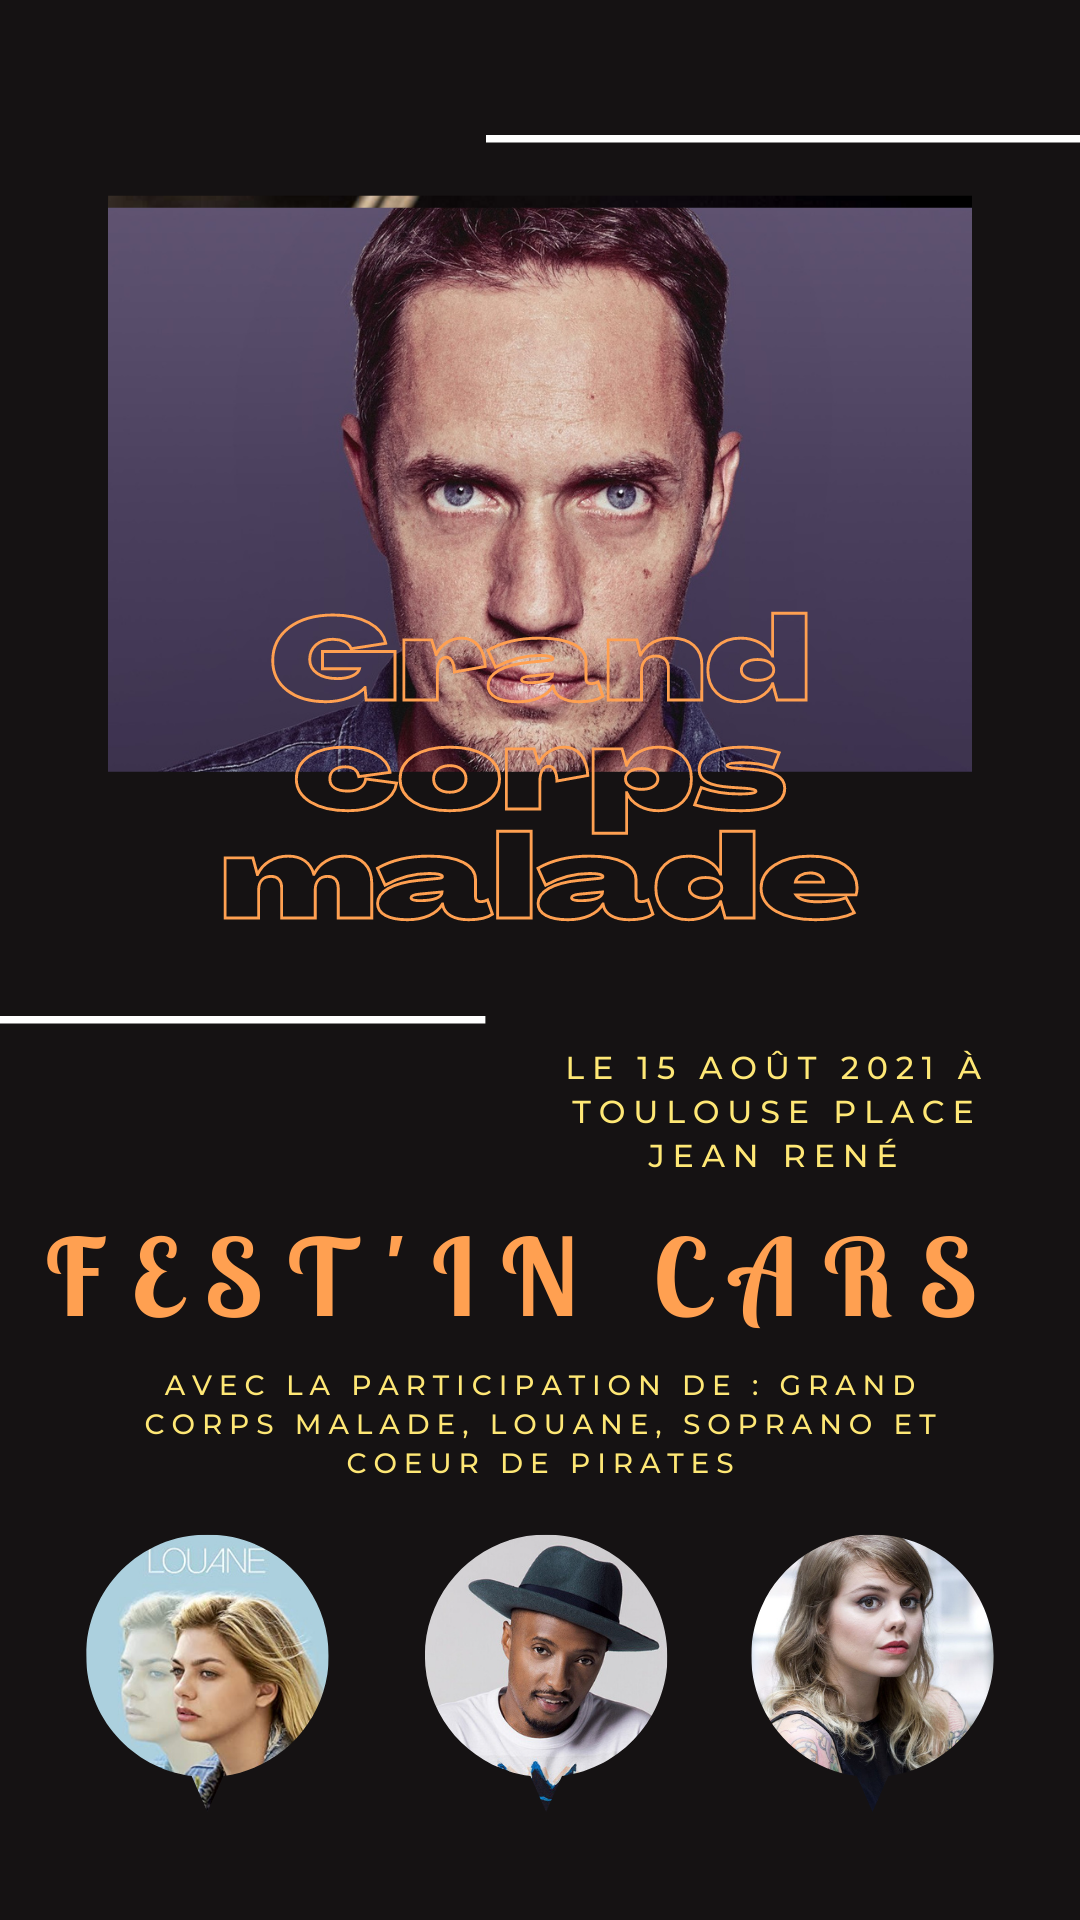 Grand
corps
malade
LE 15 AOÛT 2021 À
TOULOUSE PLACE
JEAN RENÉ
FEST'IN CARS
AVEC LA PARTICIPATION DE : GRAND
CORPS MALADE, LOUANE, SOPRANO ET
COEUR DE PIRATES
LOUANE